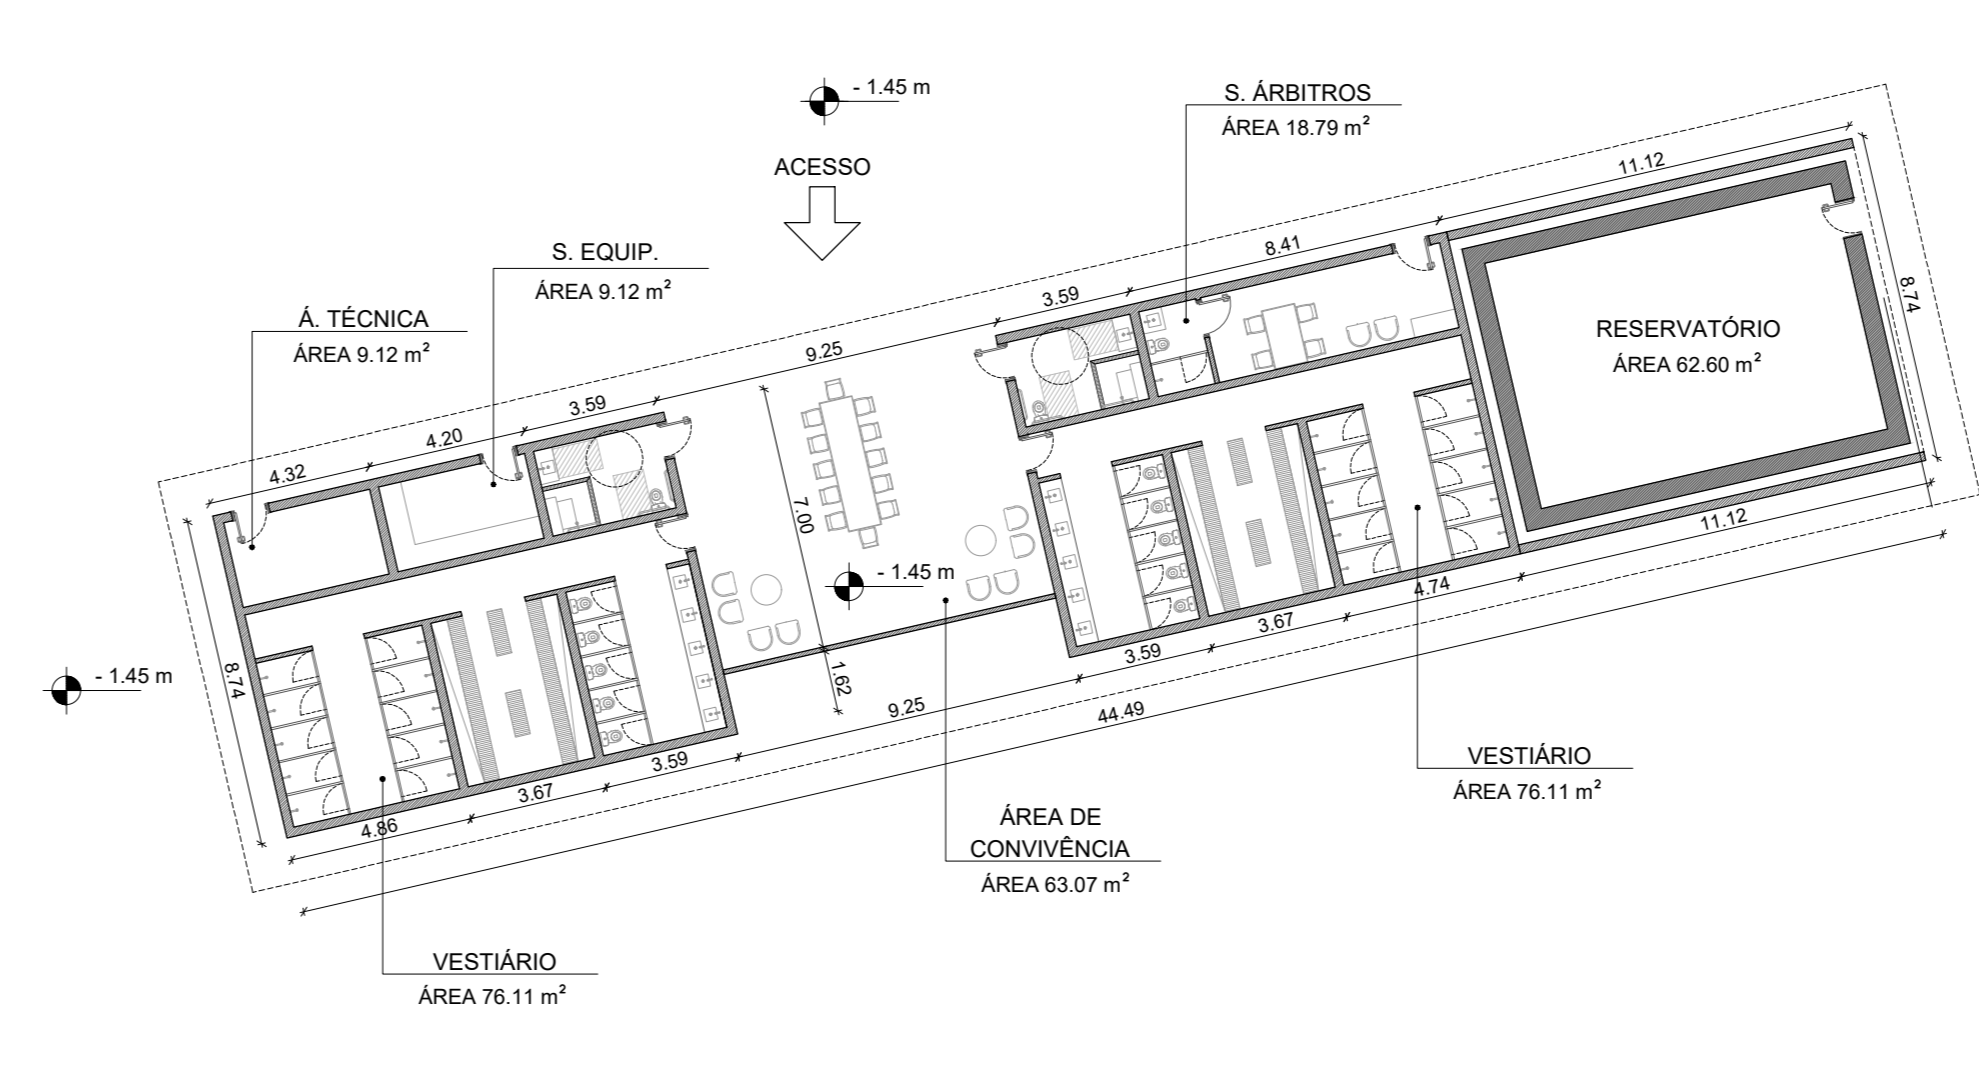 - 1.45 m
S. ÁRBITROS
ÁREA 18.79 m²
ACESSO
11.12
S. EQUIP.
ÁREA 9.12 m²
8.41
3.59
8.74
Á. TÉCNICA
ÁREA 9.12 m²
RESERVATÓRIO
ÁREA 62.60 m²
9.25
3.59
4.20
4.32
7.00
11.12
- 1.45 m
4.74
3.67
3.59
8.74
- 1.45 m
1.62
9.25
44.49
3.59
3.67
4.86
VESTIÁRIO
ÁREA 76.11 m²
ÁREA DE
CONVIVÊNCIA
ÁREA 63.07 m²
VESTIÁRIO
ÁREA 76.11 m²